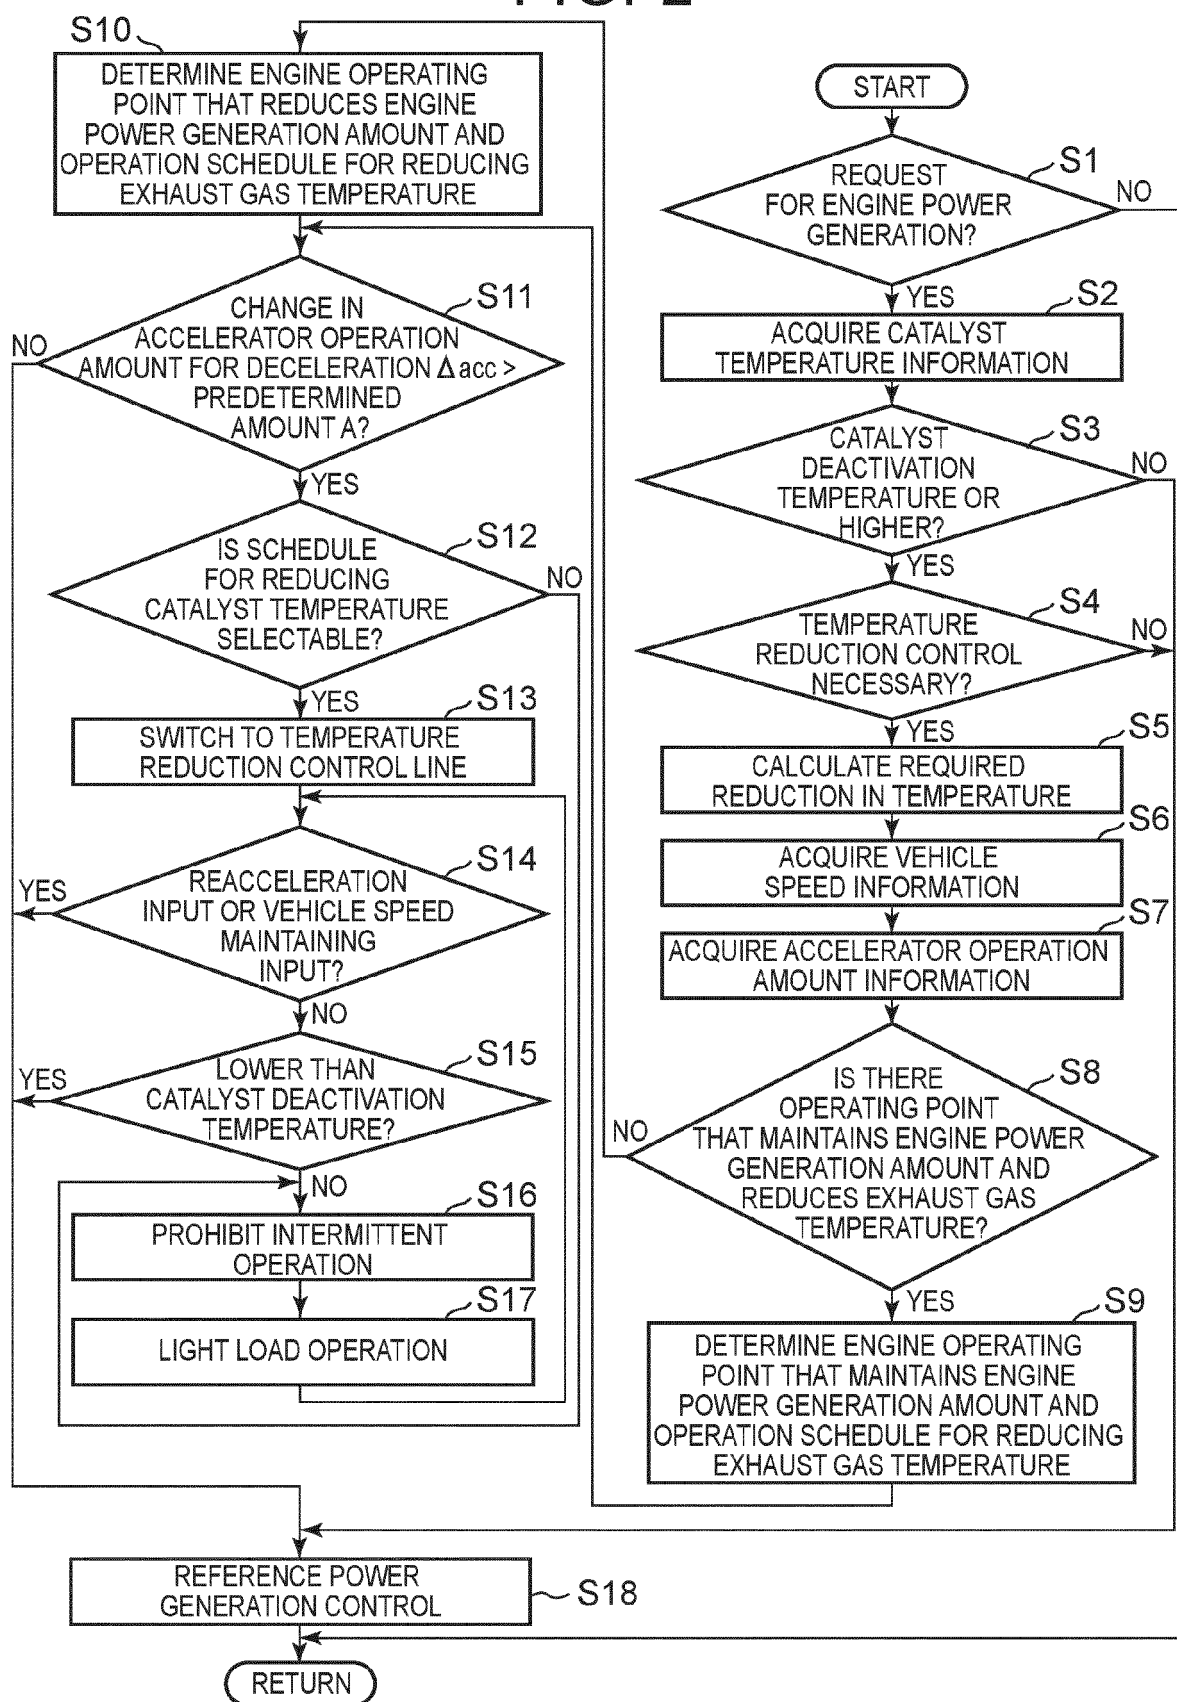 FIG. 2
START
S1
REQUEST
FOR ENGINE POWER
GENERATION?
NO
YES
S2
ACQUIRE CATALYST
TEMPERATURE INFORMATION
S3
CATALYST
DEACTIVATION
TEMPERATURE OR
HIGHER?
NO
YES
S4
TEMPERATURE
REDUCTION CONTROL
NECESSARY?
NO
YES
S5
CALCULATE REQUIRED
REDUCTION IN TEMPERATURE
S6
ACQUIRE VEHICLE
SPEED INFORMATION
S7
ACQUIRE ACCELERATOR OPERATION
AMOUNT INFORMATION
S8
IS THERE
OPERATING POINT
THAT MAINTAINS ENGINE POWER
GENERATION AMOUNT AND
REDUCES EXHAUST GAS
TEMPERATURE?
NO
YES
S9
DETERMINE ENGINE OPERATING
POINT THAT MAINTAINS ENGINE
POWER GENERATION AMOUNT AND
OPERATION SCHEDULE FOR REDUCING
EXHAUST GAS TEMPERATURE
S10
DETERMINE ENGINE OPERATING
POINT THAT REDUCES ENGINE
POWER GENERATION AMOUNT AND
OPERATION SCHEDULE FOR REDUCING
EXHAUST GAS TEMPERATURE
S11
CHANGE IN
ACCELERATOR OPERATION
AMOUNT FOR DECELERATION Δacc >
PREDETERMINED
AMOUNT A?
NO
YES
S12
IS SCHEDULE
FOR REDUCING
CATALYST TEMPERATURE
SELECTABLE?
NO
YES
S13
SWITCH TO TEMPERATURE
REDUCTION CONTROL LINE
S14
REACCELERATION
INPUT OR VEHICLE SPEED
MAINTAINING
INPUT?
YES
NO
S15
LOWER THAN
CATALYST DEACTIVATION
TEMPERATURE?
YES
NO
S16
PROHIBIT INTERMITTENT
OPERATION
S17
LIGHT LOAD OPERATION
REFERENCE POWER
GENERATION CONTROL
S18
RETURN